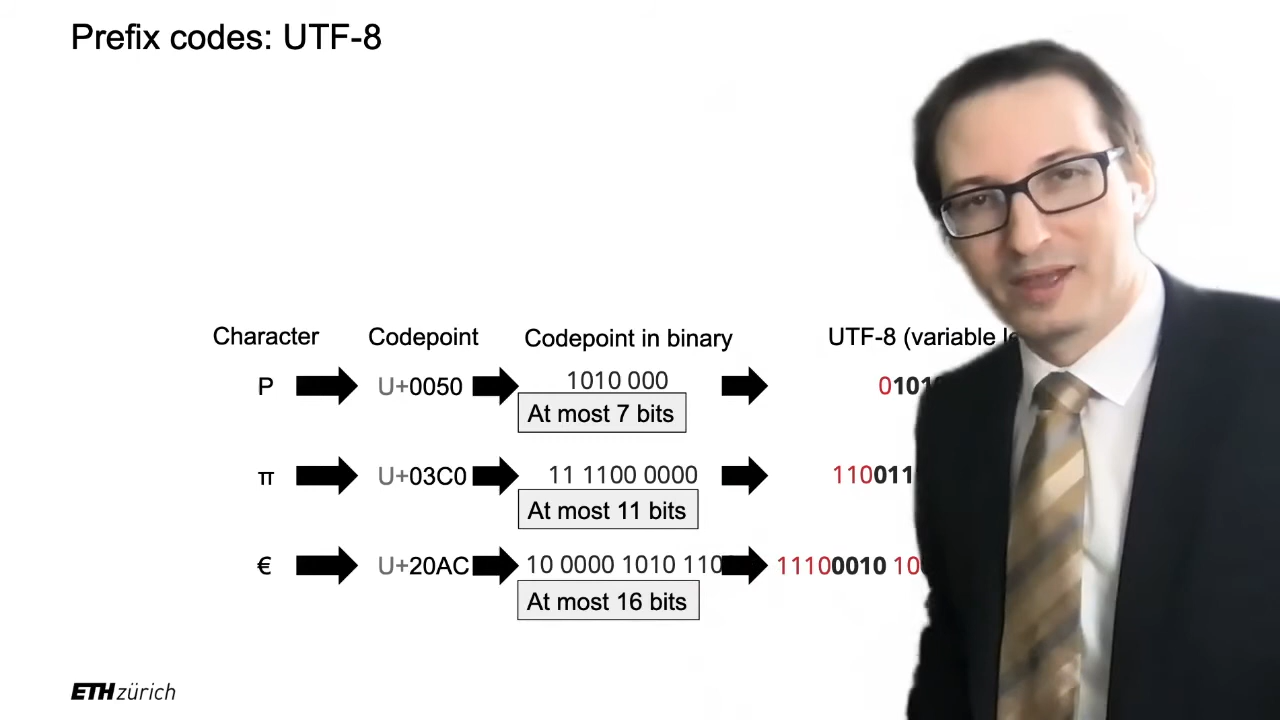 Prefix codes: UTF-8
Character Codepoint Codepoint in binary UTF-8 (variable
P U+0050 1010 000
At most 7 bits
π U+03C0 11 1100 0000 110011
At most 11 bits
€ U+20AC 10 0000 1010 110 11100010 10
At most 16 bits
ETH zürich